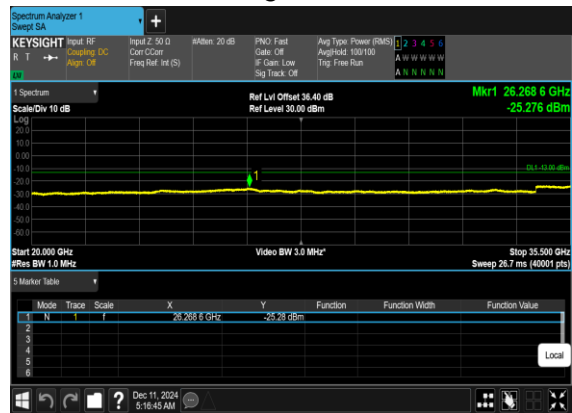 Spectrum Analyzer 1
Swept SA
KEYSIGHT Input: RF Input Z: 50 Ω #Atten: 20 dB PNO: Fast Avg Type: Power (RMS) 1 2 3 4 5 6
R T Coupling: DC Corr CCorr Gate: Off Avg|Hold: 100/100 A W W W W W
Align: Off Freq Ref: Int (S) IF Gain: Low Trig: Free Run
LXI Sig Track: Off A N N N N N
1 Spectrum Ref Lvl Offset 36.40 dB Mkr1 26.268 6 GHz
Scale/Div 10 dB Ref Level 30.00 dBm -25.276 dBm
Log
20.0
10.0
0.00
-10.0 1 DL1 -13.00 dBm
-20.0
-30.0
-40.0
-50.0
-60.0
Start 20.000 GHz Video BW 3.0 MHz* Stop 35.500 GHz
#Res BW 1.0 MHz Sweep 26.7 ms (40001 pts)
5 Marker Table
Mode Trace Scale X Y Function Function Width Function Value
1 N 1 f 26.268 6 GHz -25.28 dBm
2
3
4
5
6
Local
? Dec 11, 2024
5:16:45 AM